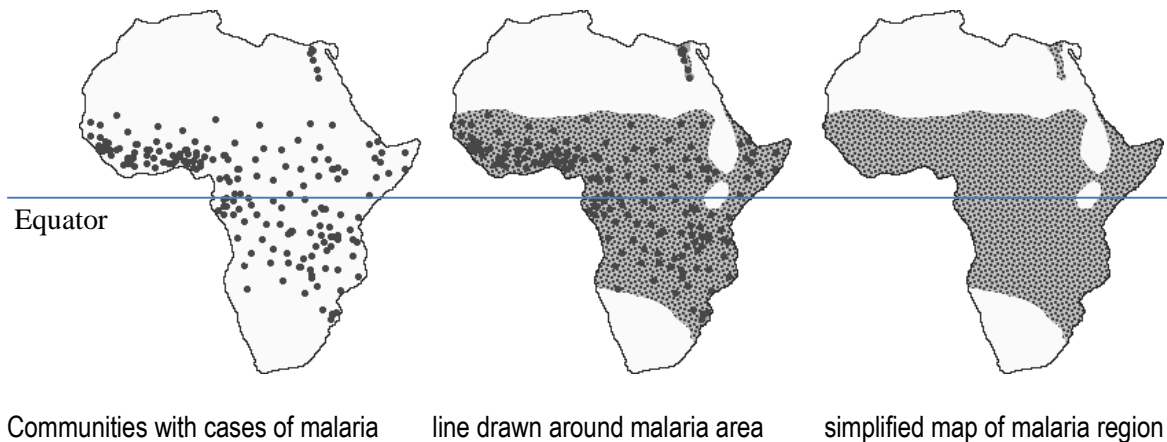 Equator
Communities with cases of malaria
line drawn around malaria area
simplified map of malaria region